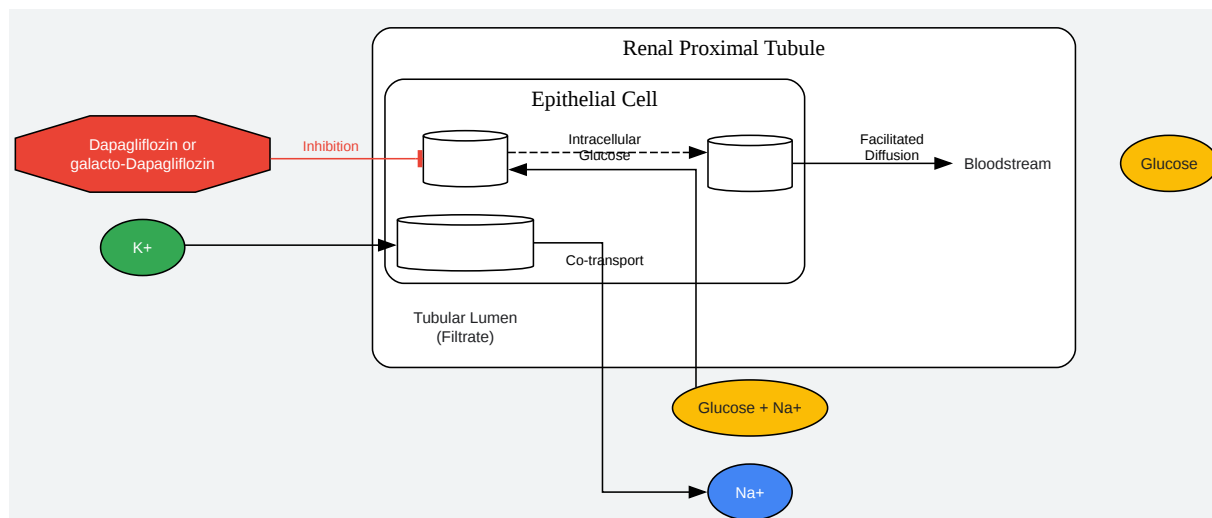 Renal Proximal Tubule
Epithelial Cell
Dapagliflozin or
galacto-Dapagliflozin
Inhibition
Intracellular
Glucose
Facilitated
Diffusion
Bloodstream
Glucose
K+
Co-transport
Tubular Lumen
(Filtrate)
Glucose + Na+
Na+